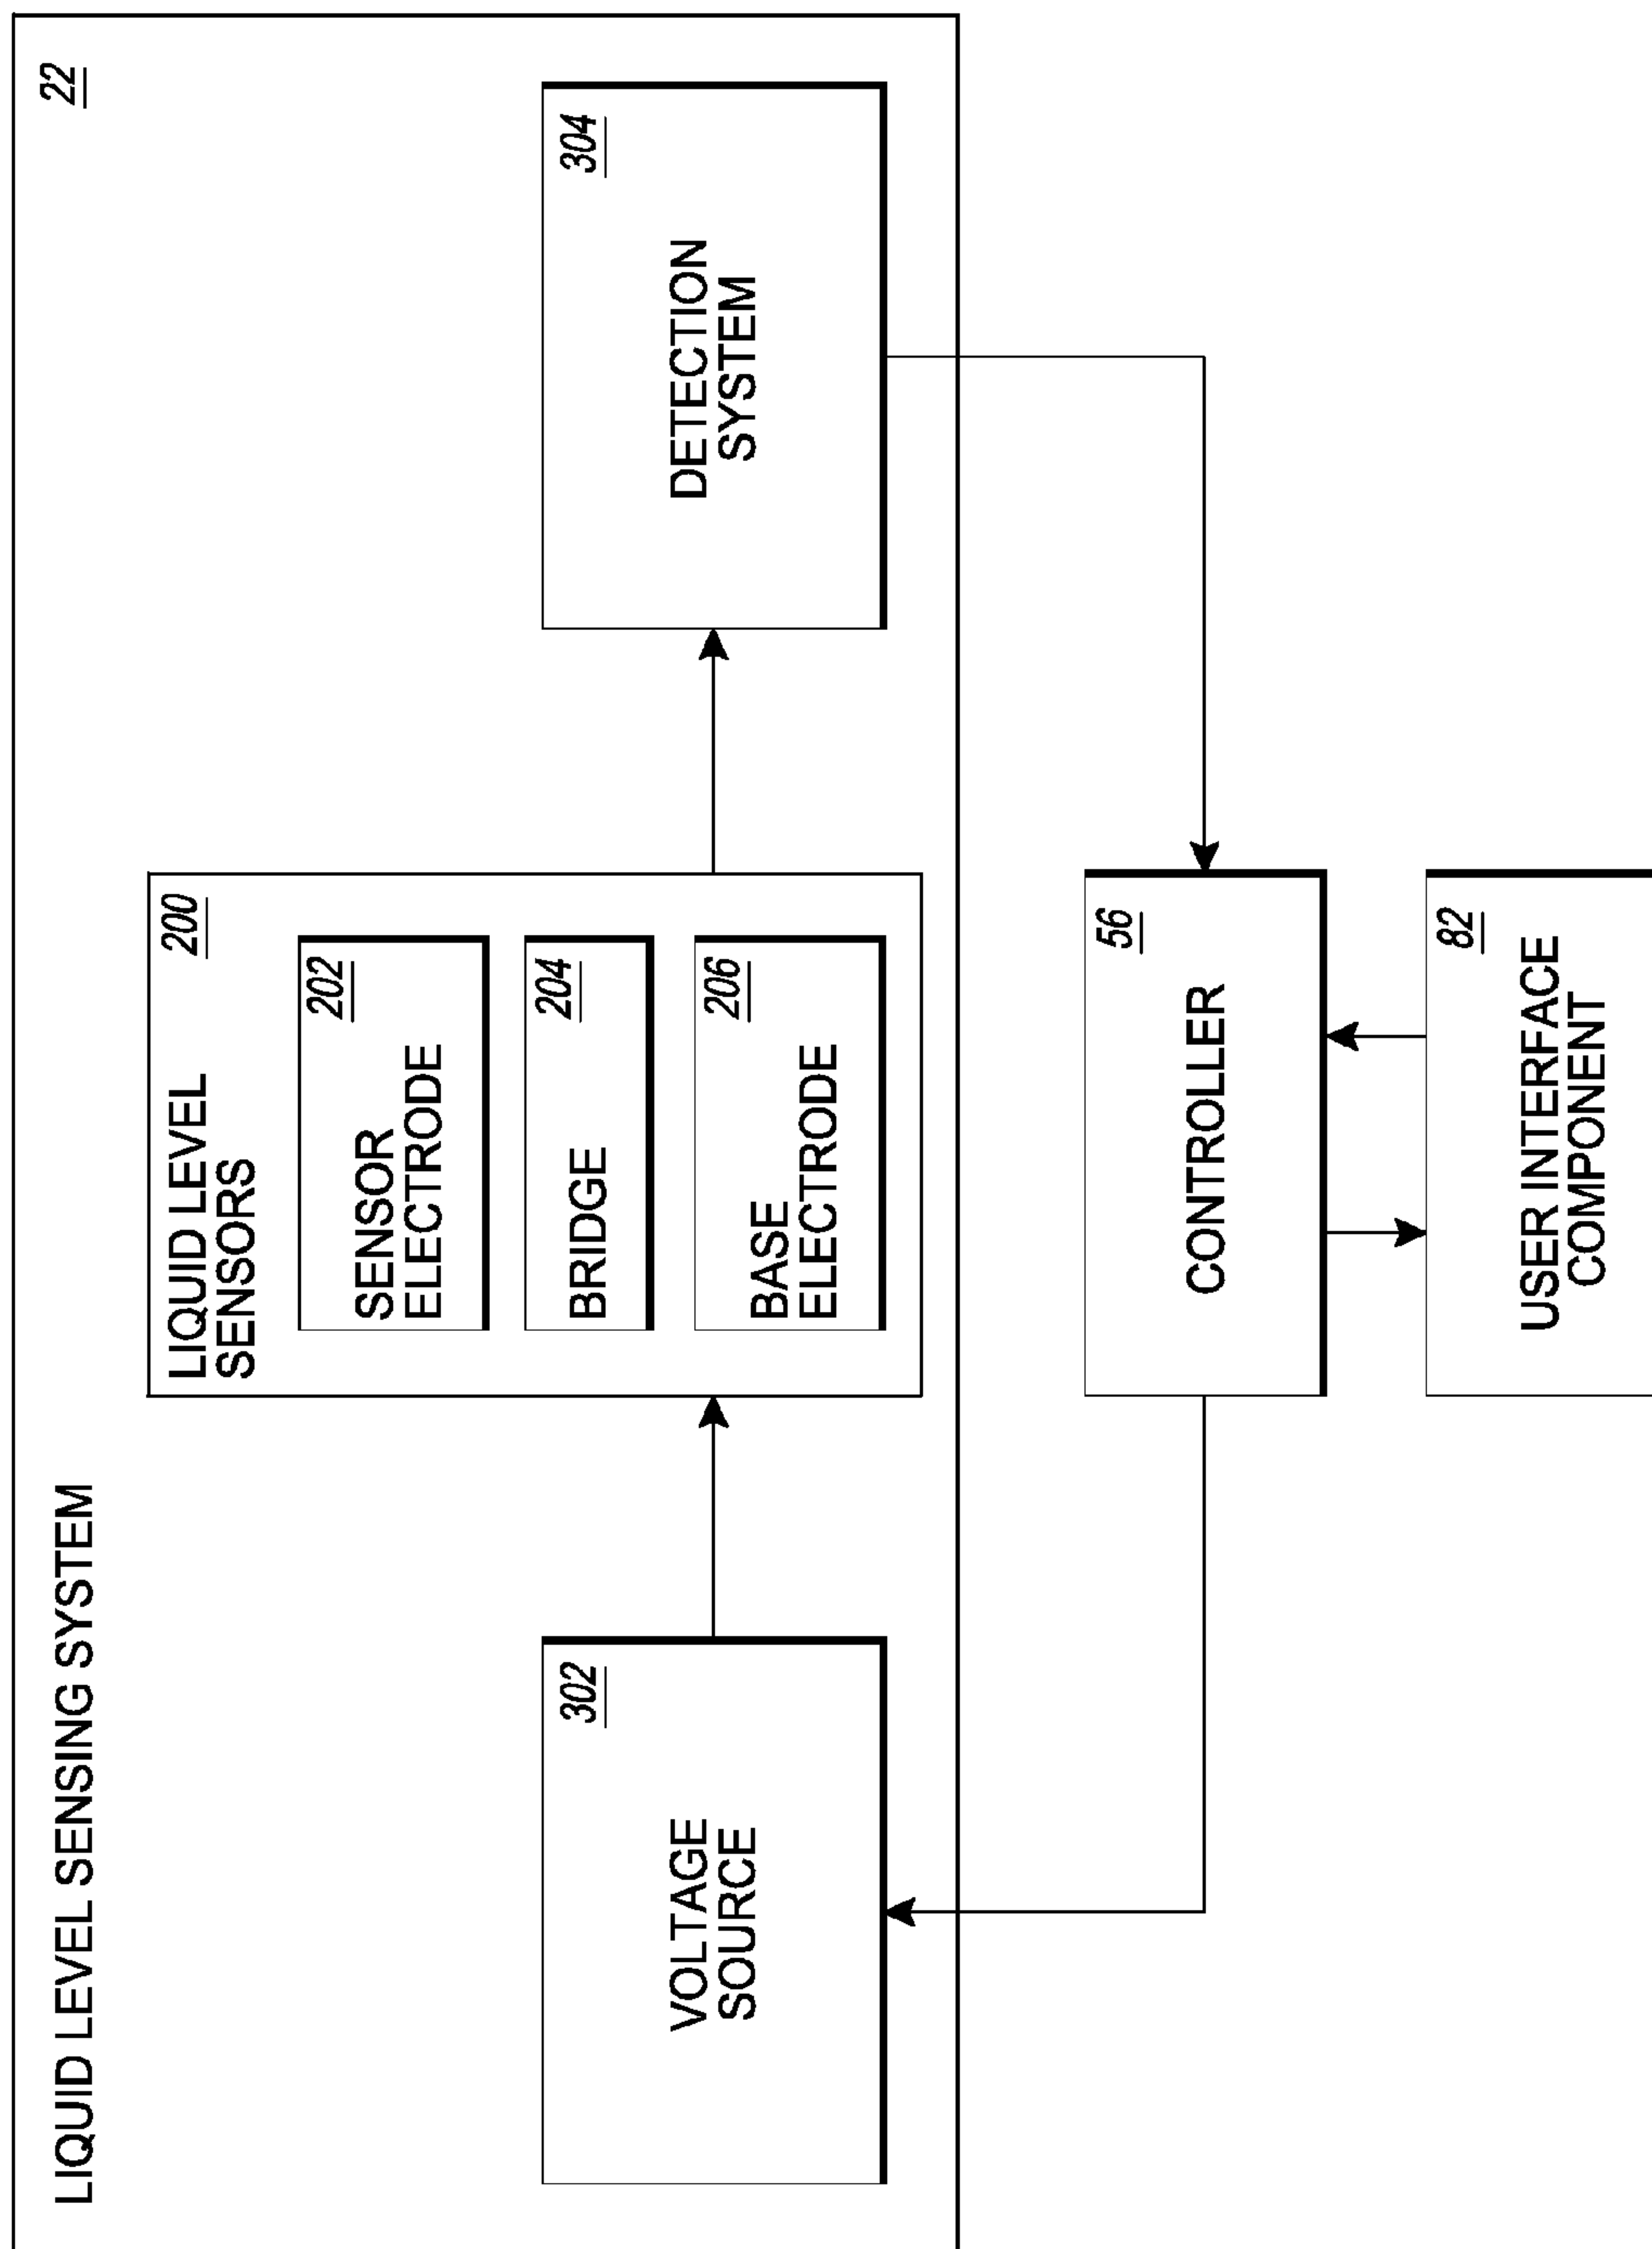 LIQUID LEVEL SENSING SYSTEM
22
LIQUID LEVEL
SENSORS
200
SENSOR
ELECTRODE
202
BRIDGE
204
BASE
ELECTRODE
206
VOLTAGE
SOURCE
302
DETECTION
SYSTEM
304
CONTROLLER
56
USER INTERFACE
COMPONENT
82